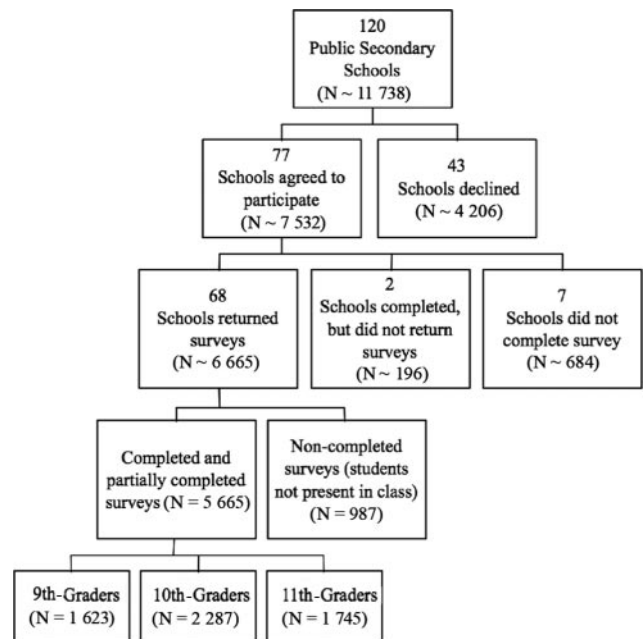 120
Public Secondary
Schools
(N ~ 11 738)
77
Schools agreed to
participate
(N ~ 7 532)
43
Schools declined
(N ~ 4 206)
68
Schools returned
surveys
(N ~ 6 665)
2
Schools completed,
but did not return
surveys
(N ~ 196)
7
Schools did not
complete survey
(N ~ 684)
Completed and
partially completed
surveys (N = 5 665)
Non-completed
surveys (students
not present in class)
(N = 987)
9th-Graders
(N = 1 623)
10th-Graders
(N = 2 287)
11th-Graders
(N = 1 745)